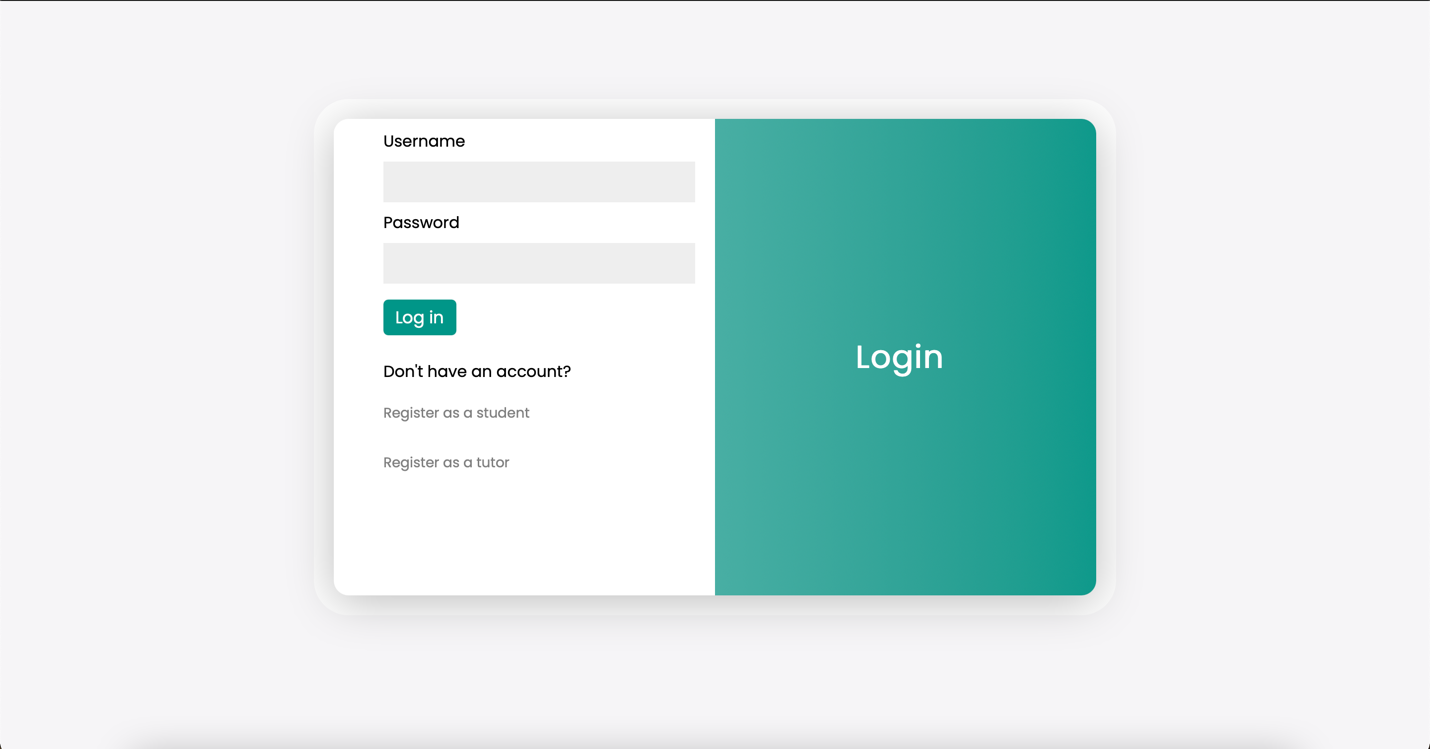 Username
Password
Log in
Don't have an account?
Register as a student
Register as a tutor
Login